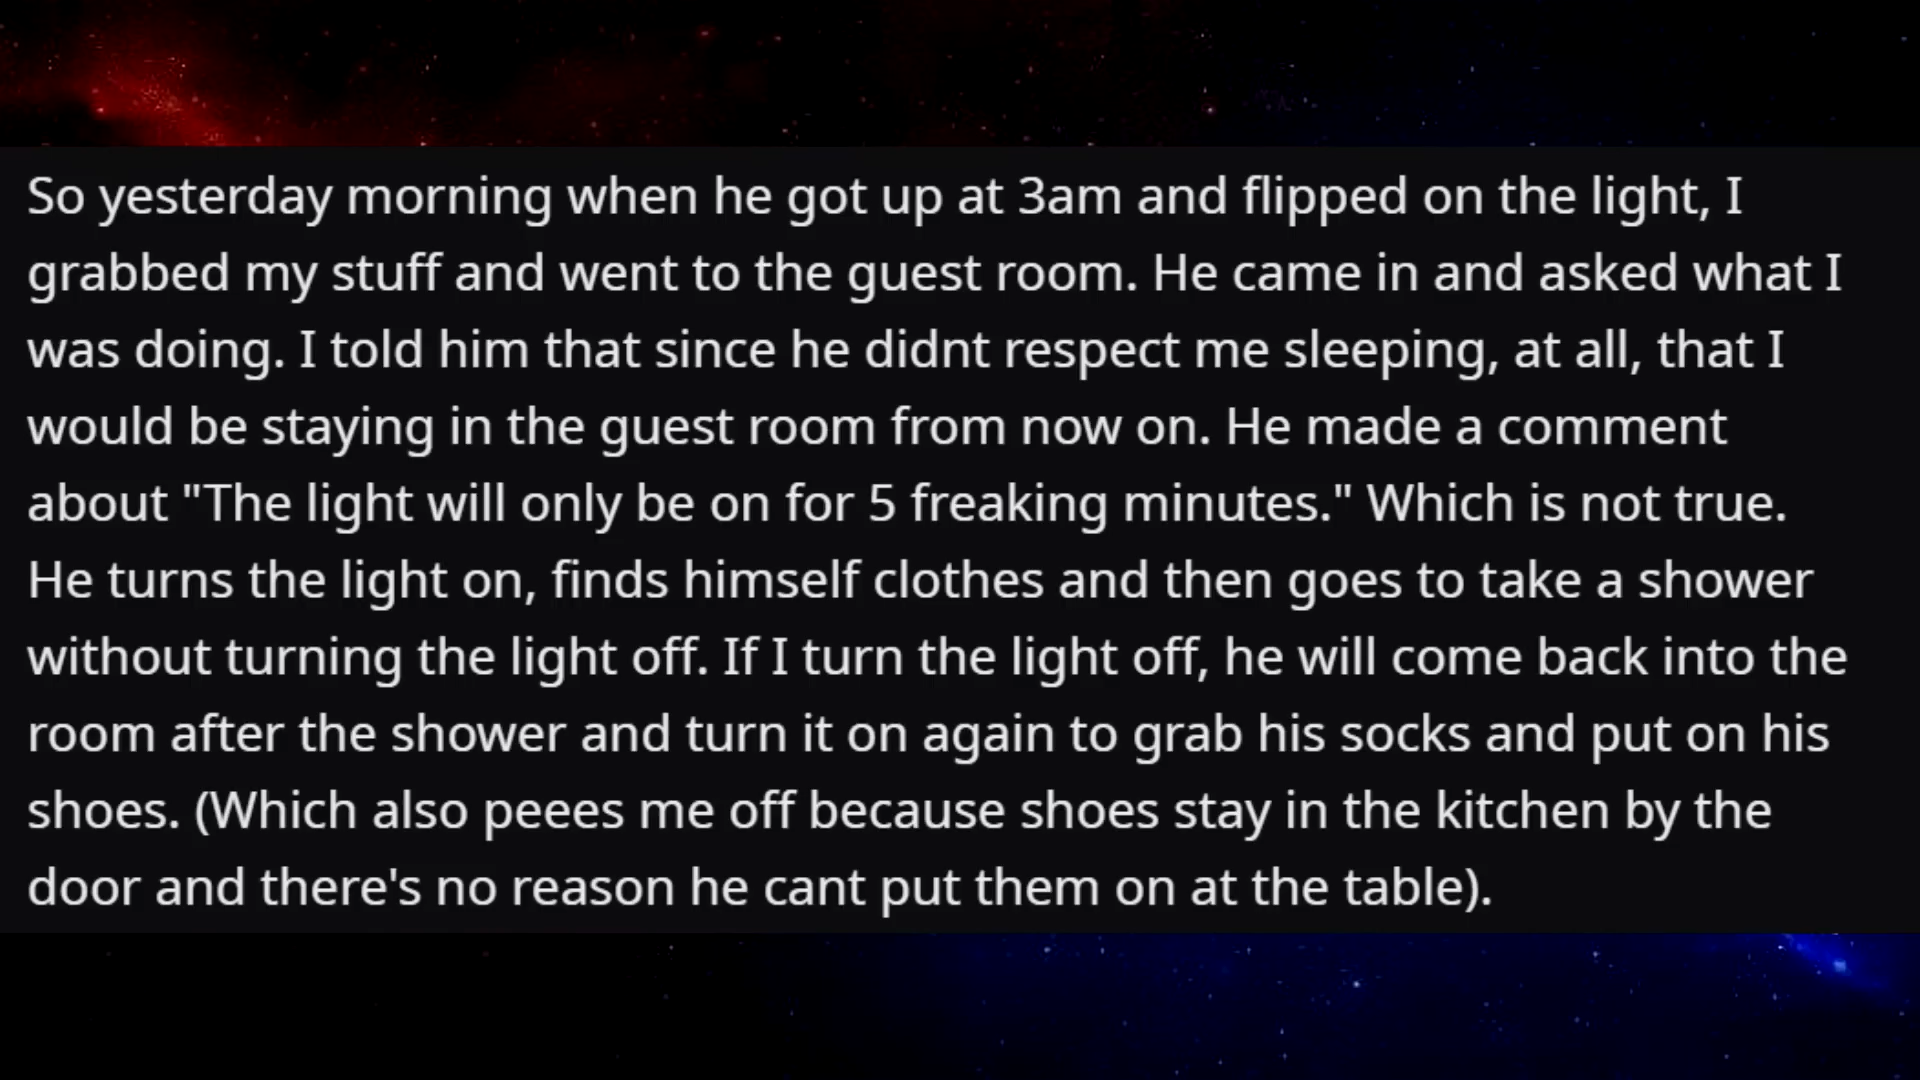 So yesterday morning when he got up at 3am and flipped on the light, I
grabbed my stuff and went to the guest room. He came in and asked what I
was doing. I told him that since he didnt respect me sleeping, at all, that I
would be staying in the guest room from now on. He made a comment
about "The light will only be on for 5 freaking minutes." Which is not true.
He turns the light on, finds himself clothes and then goes to take a shower
without turning the light off. If I turn the light off, he will come back into the
room after the shower and turn it on again to grab his socks and put on his
shoes. (Which also peees me off because shoes stay in the kitchen by the
door and there's no reason he cant put them on at the table).